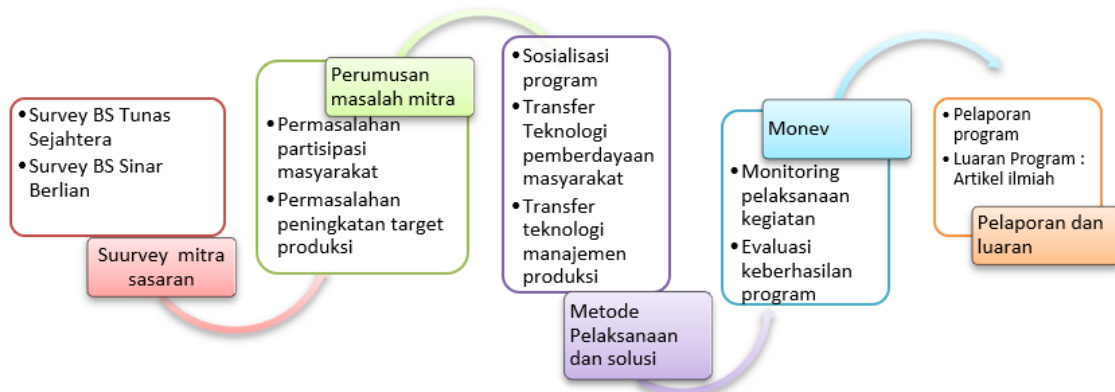 •Survey BS Tunas
Sejahtera
•Survey BS Sinar
Berlian
Suurvey mitra
sasaran
Perumusan
masalah mitra
•Permasalahan
partisipasi
masyarakat
•Permasalahan
peningkatan target
produksi
•Sosialisasi
program
•Transfer
Teknologi
pemberdayaan
masyarakat
•Transfer
teknologi
manajemen
produksi
Metode
Pelaksanaan
dan solusi
Monev
•Monitoring
pelaksanaan
kegiatan
•Evaluasi
keberhasilan
program
•Pelaporan
program
•Luaran Program :
Artikel ilmiah
Pelaporan dan
luaran